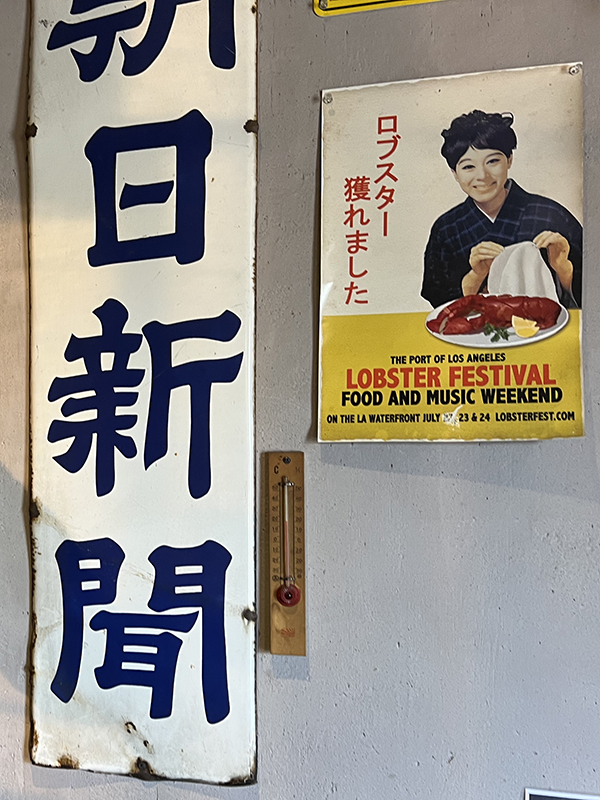 朝日新聞
ロブスター
獲れました
THE PORT OF LOS ANGELES
LOBSTER FESTIVAL
FOOD AND MUSIC WEEKEND
ON THE LA WATERFRONT JULY 23 & 24 LOBSTERFEST.COM
C